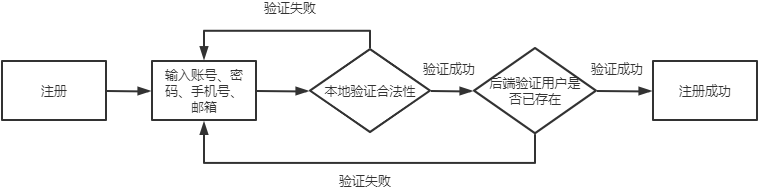 验证失败
注册
输入账号、密
码、手机号、
邮箱
本地验证合法性
验证成功
后端验证用户是
否已存在
验证成功
注册成功
验证失败